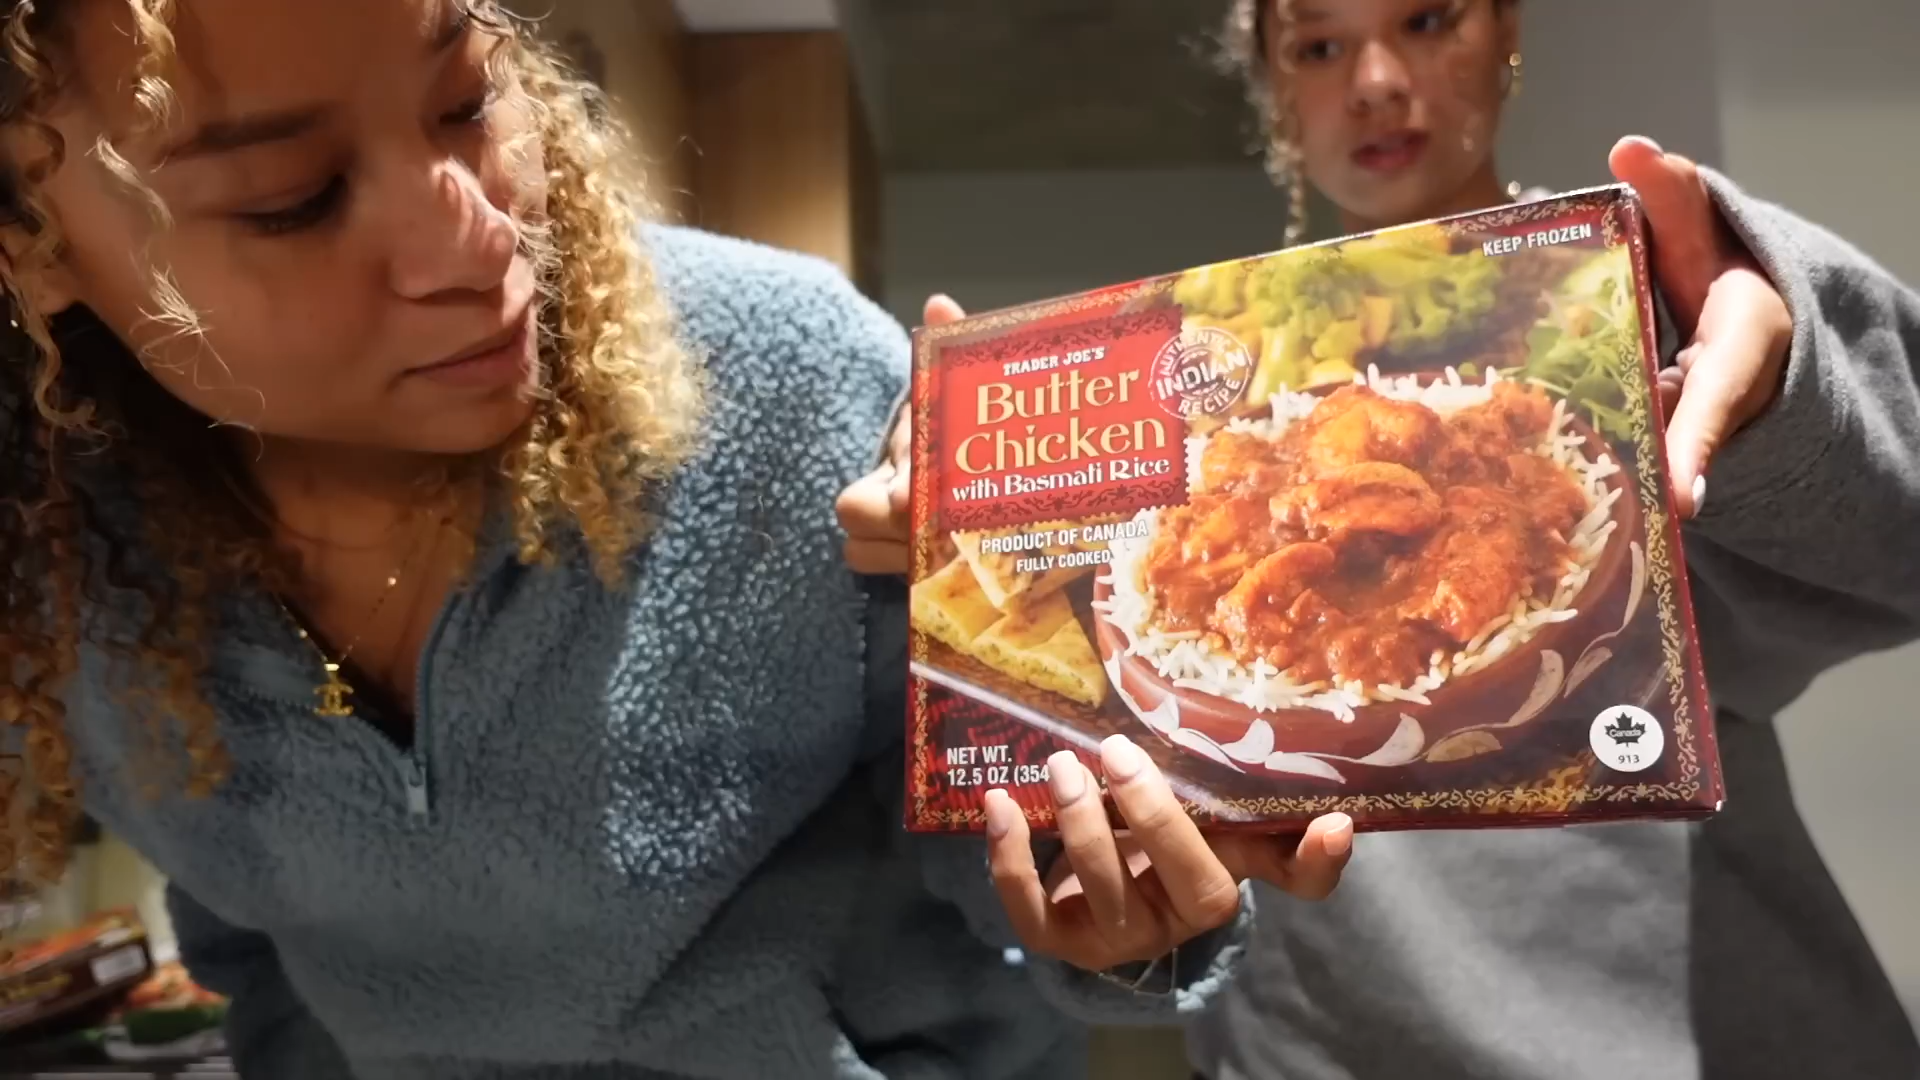 KEEP FROZEN
TRADER JOE'S
Butter
Chicken
with Basmati Rice
AUTHENTIC
INDIAN
RECIPE
PRODUCT OF CANADA
FULLY COOKED
NET WT.
12.5 OZ (354
Canada
913